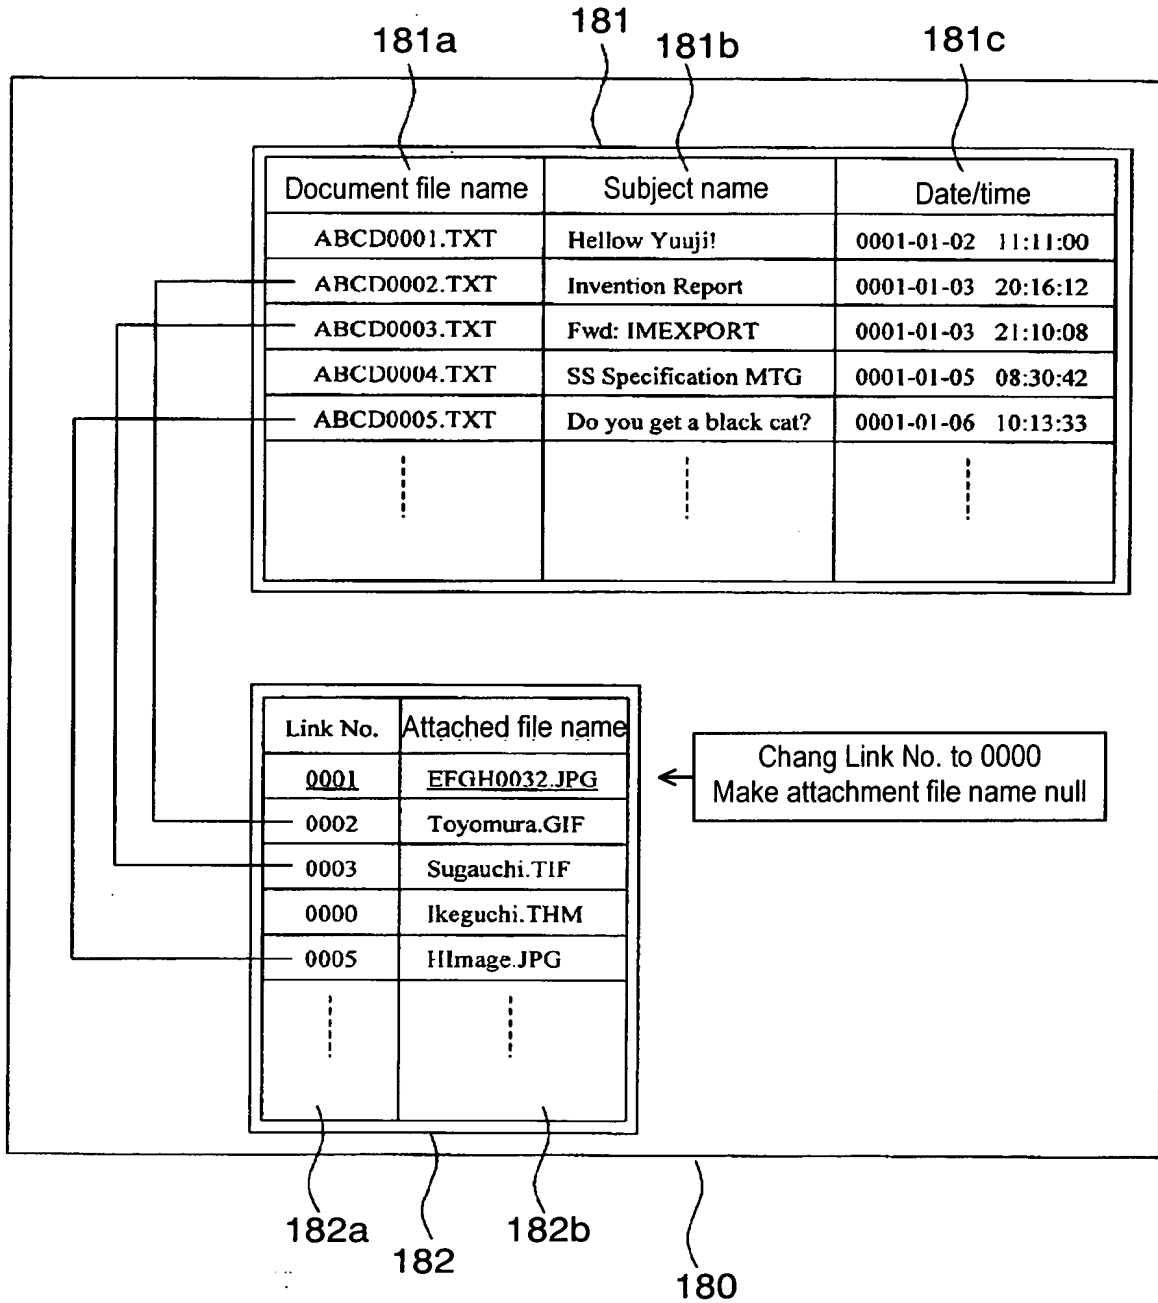 181
181a 181b 181c
Document file name Subject name Date/time
ABCD0001.TXT Hellow Yuuji! 0001-01-02 11:11:00
ABCD0002.TXT Invention Report 0001-01-03 20:16:12
ABCD0003.TXT Fwd: IMEXPORT 0001-01-03 21:10:08
ABCD0004.TXT SS Specification MTG 0001-01-05 08:30:42
ABCD0005.TXT Do you get a black cat? 0001-01-06 10:13:33
Link No. Attached file name
0001 EFGH0032.JPG
0002 Toyomura.GIF
0003 Sugauchi.TIF
0000 Ikeguchi.THM
0005 HImage.JPG
Chang Link No. to 0000
Make attachment file name null
182a 182b
182
180